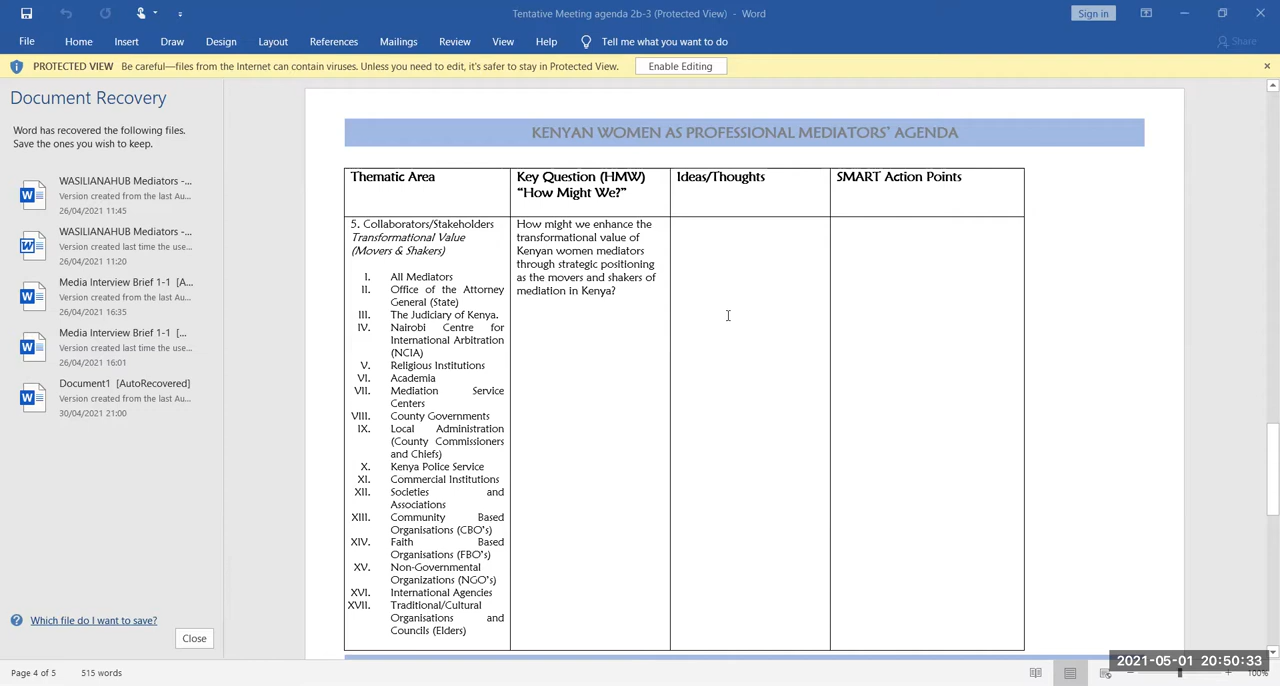 Tentative Meeting agenda 2b-3 (Protected View) - Word
Sign in
File Home Insert Draw Design Layout References Mailings Review View Help Tell me what you want to do
Share
PROTECTED VIEW Be careful—files from the Internet can contain viruses. Unless you need to edit, it's safer to stay in Protected View. Enable Editing
Document Recovery
Word has recovered the following files.
Save the ones you wish to keep.
WASILIANAHUB Mediators -...
Version created from the last Au...
26/04/2021 11:45
WASILIANAHUB Mediators -...
Version created last time the use...
26/04/2021 11:20
Media Interview Brief 1-1 [A...
Version created from the last Au...
26/04/2021 16:35
Media Interview Brief 1-1 [...
Version created last time the use...
26/04/2021 16:01
Document1 [AutoRecovered]
Version created from the last Au...
30/04/2021 21:00
Which file do I want to save?
Close
KENYAN WOMEN AS PROFESSIONAL MEDIATORS' AGENDA
Thematic Area
Key Question (HMW)
“How Might We?”
Ideas/Thoughts
SMART Action Points
5. Collaborators/Stakeholders
Transformational Value
(Movers & Shakers)
I. All Mediators
II. Office of the Attorney
General (State)
III. The Judiciary of Kenya.
IV. Nairobi Centre for
International Arbitration
(NCIA)
V. Religious Institutions
VI. Academia
VII. Mediation Service
Centers
VIII. County Governments
IX. Local Administration
(County Commissioners
and Chiefs)
X. Kenya Police Service
XI. Commercial Institutions
XII. Societies and
Associations
XIII. Community Based
Organisations (CBO's)
XIV. Faith Based
Organisations (FBO's)
XV. Non-Governmental
Organizations (NGO's)
XVI. International Agencies
XVII. Traditional/Cultural
Organisations and
Councils (Elders)
How might we enhance the
transformational value of
Kenyan women mediators
through strategic positioning
as the movers and shakers of
mediation in Kenya?
Page 4 of 5 515 words
2021-05-01 20:50:33
100%